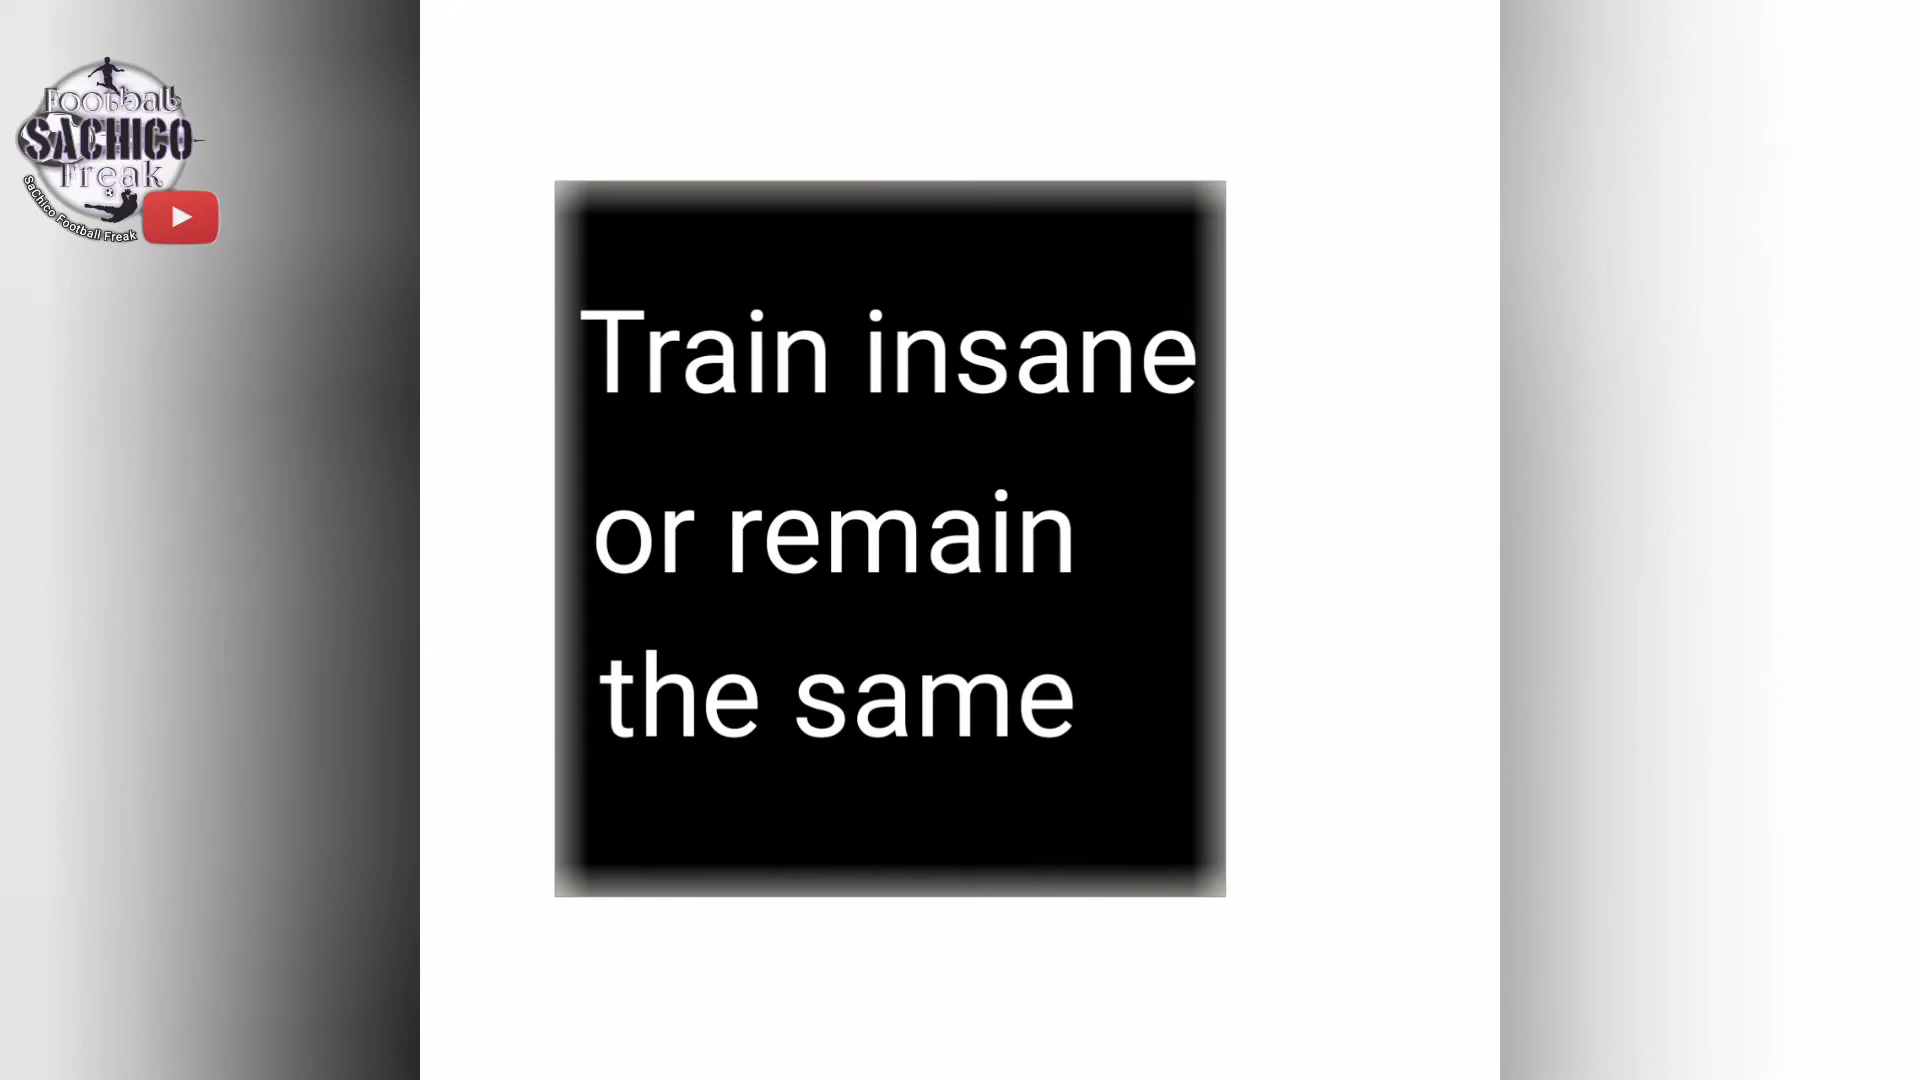 Football
SACHICO
Freak
SaChico Football Freak
Train insane
or remain
the same